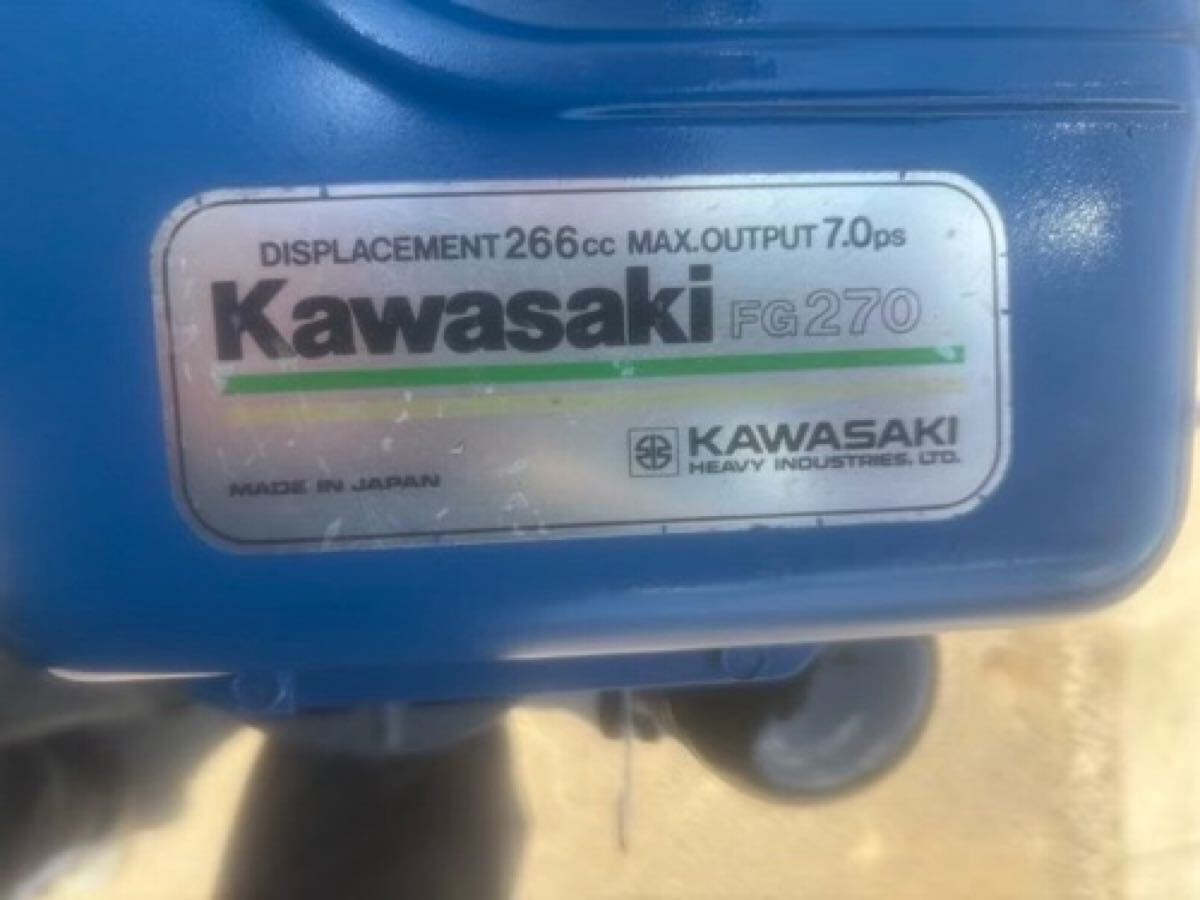 DISPLACEMENT 266cc MAX.OUTPUT 7.0ps
Kawasaki FG270
KAWASAKI
HEAVY INDUSTRIES, LTD.
MADE IN JAPAN